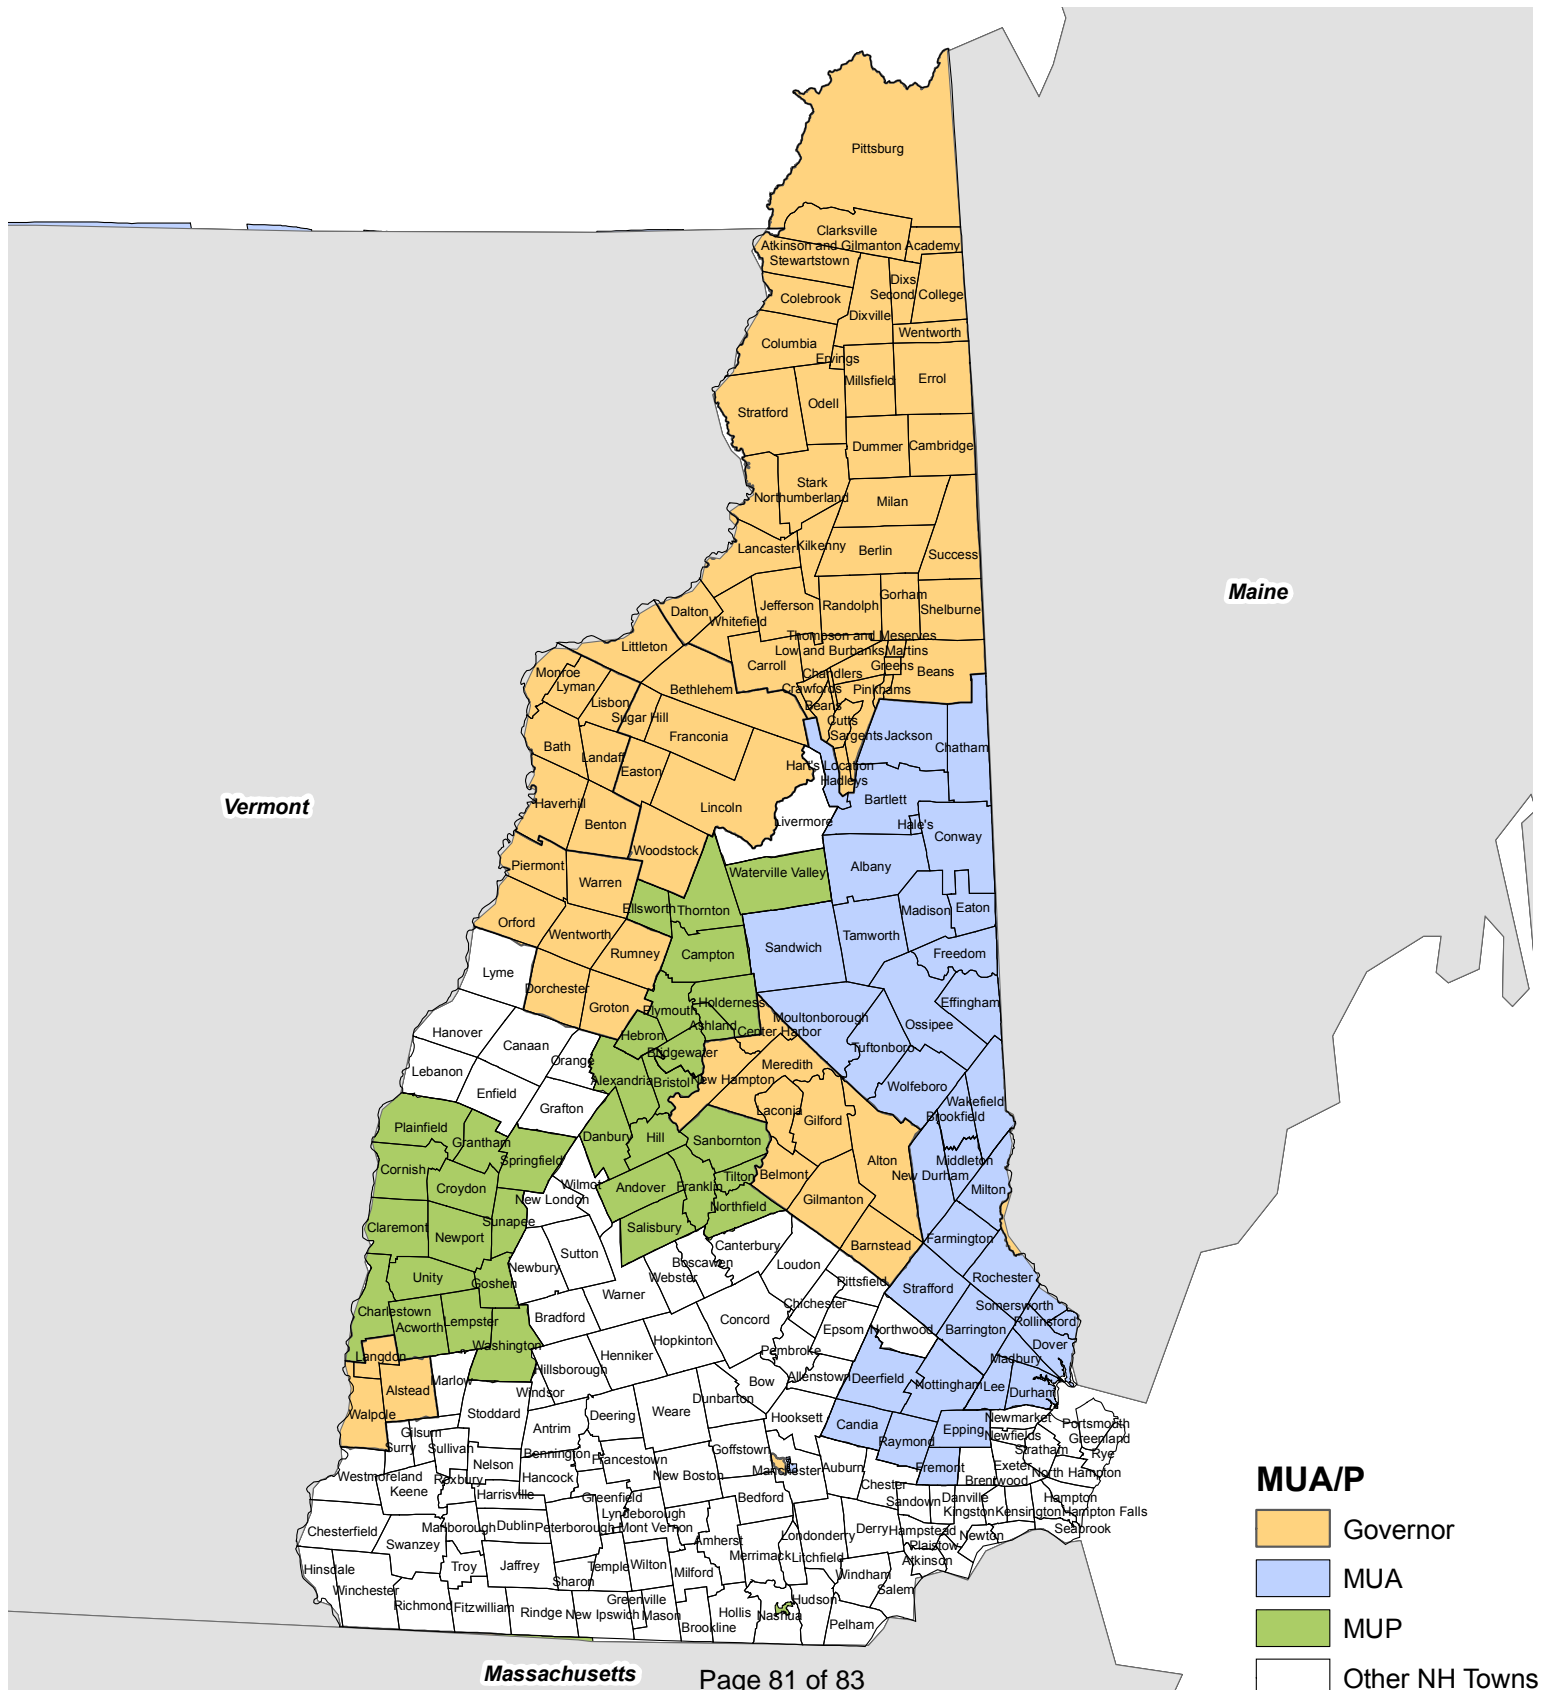 Pittsburg
Clarksville
Atkinson and Gilmanton Academy
Stewartstown
Dixs
Colebrook
Second College
Dixville
Wentworth
Columbia
Ervings
Millsfield
Errol
Odell
Stratford
Dummer
Cambridge
Stark
Northumberland
Milan
Lancaster
Kilkenny
Berlin
Success
Gorham
Jefferson
Randolph
Shelburne
Dalton
Whitefield
Thompson and Meserves
Littleton
Low and Burbanks
Martins
Carroll
Greens
Beans
Chandlers
Monroe
Lyman
Bethlehem
Crawfords
Pinkhams
Lisbon
Beans
Sugar Hill
Cutts
Franconia
Sargents
Jackson
Bath
Chatham
Landaff
Easton
Hart's Location
Hadleys
Bartlett
Haverhill
Lincoln
Benton
Livermore
Hale's
Conway
Woodstock
Piermont
Albany
Waterville Valley
Warren
Ellsworth
Thornton
Madison
Eaton
Orford
Wentworth
Tamworth
Sandwich
Rumney
Campton
Freedom
Lyme
Dorchester
Holderness
Effingham
Groton
Plymouth
Moultonborough
Ashland
Ossipee
Hanover
Hebron
Center Harbor
Canaan
Tuftonboro
Orange
Bridgewater
Meredith
Lebanon
Alexandria
Bristol
New Hampton
Wolfeboro
Enfield
Wakefield
Grafton
Laconia
Brookfield
Gilford
Plainfield
Danbury
Hill
Sanbornton
Grantham
Springfield
Alton
Middleton
Cornish
Tilton
Belmont
New Durham
Croydon
Wilmot
Andover
Franklin
Milton
New London
Gilmanton
Northfield
Sunapee
Claremont
Salisbury
Newport
Farmington
Barnstead
Canterbury
Sutton
Boscawen
Loudon
Newbury
Webster
Unity
Goshen
Rochester
Pittsfield
Strafford
Warner
Chichester
Somersworth
Charlestown
Bradford
Concord
Rollinsford
Lempster
Acworth
Epsom
Northwood
Barrington
Hopkinton
Washington
Dover
Henniker
Pembroke
Langdon
Madbury
Hillsborough
Allenstown
Marlow
Bow
Deerfield
Nottingham
Lee
Alstead
Windsor
Durham
Dunbarton
Walpole
Stoddard
Deering
Weare
Hooksett
Newmarket
Candia
Portsmouth
Antrim
Epping
Gilsum
Newfields
Greenland
Surry
Sullivan
Raymond
Goffstown
Stratham
Bennington
Francestown
Rye
Nelson
Manchester
Auburn
Fremont
Exeter
Westmoreland
Roxbury
Hancock
New Boston
Brentwood
North Hampton
Keene
Chester
Harrisville
Greenfield
Bedford
Danville
Hampton
Sandown
Lyndeborough
Kingston
Kensington
Hampton Falls
Chesterfield
Marlborough
Dublin
Peterborough
Mont Vernon
Derry
Hampstead
Seabrook
Londonderry
Newton
Swanzey
Amherst
Plaistow
Merrimack
Litchfield
Atkinson
Hinsdale
Troy
Jaffrey
Temple
Wilton
Milford
Windham
Sharon
Winchester
Salem
Richmond
Fitzwilliam
Greenville
Hudson
Rindge
New Ipswich
Mason
Hollis
Nashua
Brookline
Pelham
Vermont
Maine
Massachusetts
Page 81 of 83
MUA/P
Governor
MUA
MUP
Other NH Towns